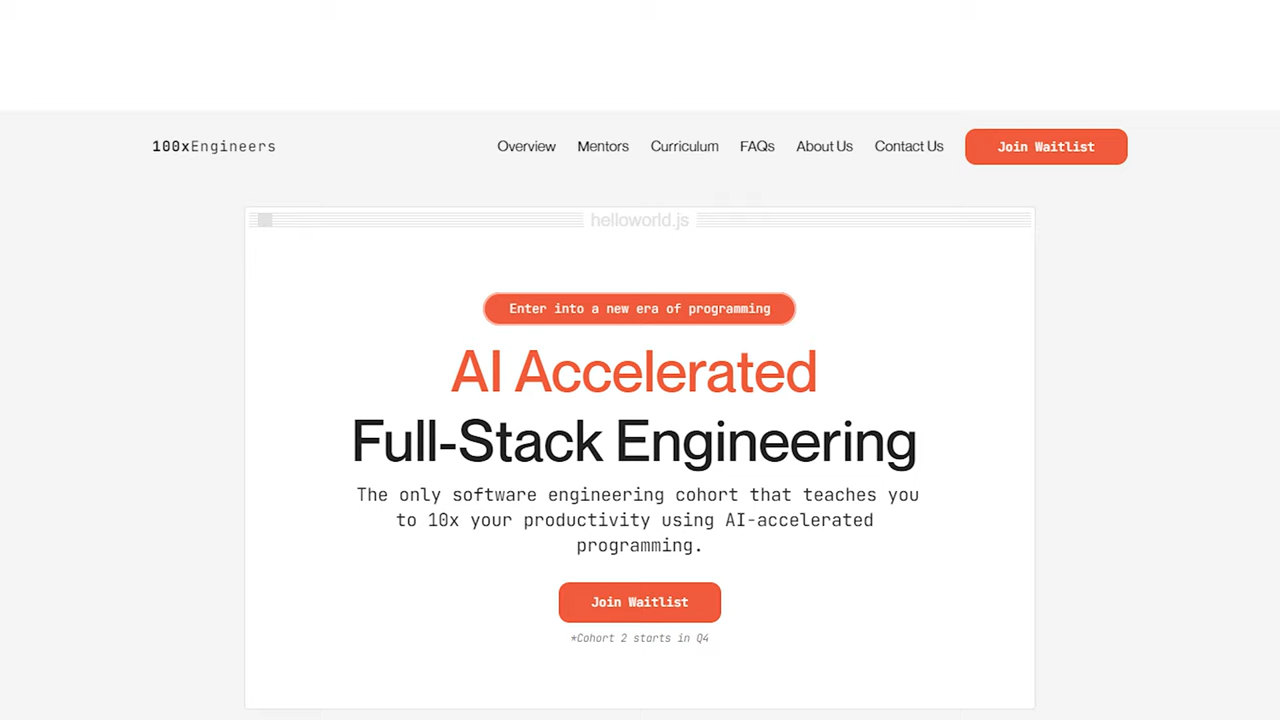 100xEngineers
Overview
Mentors
Curriculum
FAQs
About Us
Contact Us
Join Waitlist
helloworld.js
Enter into a new era of programming
AI Accelerated
Full-Stack Engineering
The only software engineering cohort that teaches you
to 10x your productivity using AI-accelerated
programming.
Join Waitlist
*Cohort 2 starts in Q4